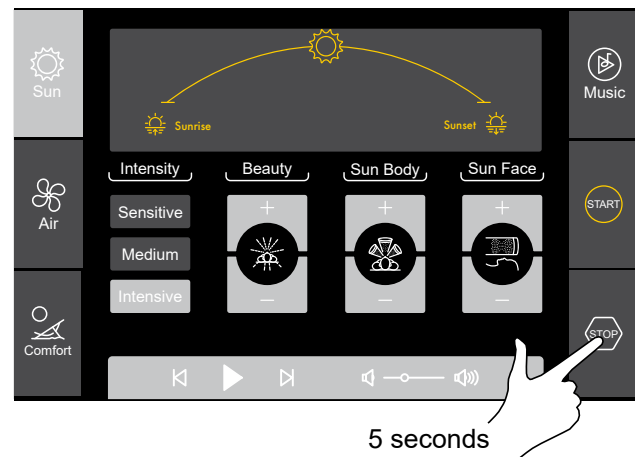 Sun
Music
Sunrise
Sunset
Intensity
Beauty
Sun Body
Sun Face
Air
Sensitive
START
Medium
Intensive
Comfort
STOP
5 seconds